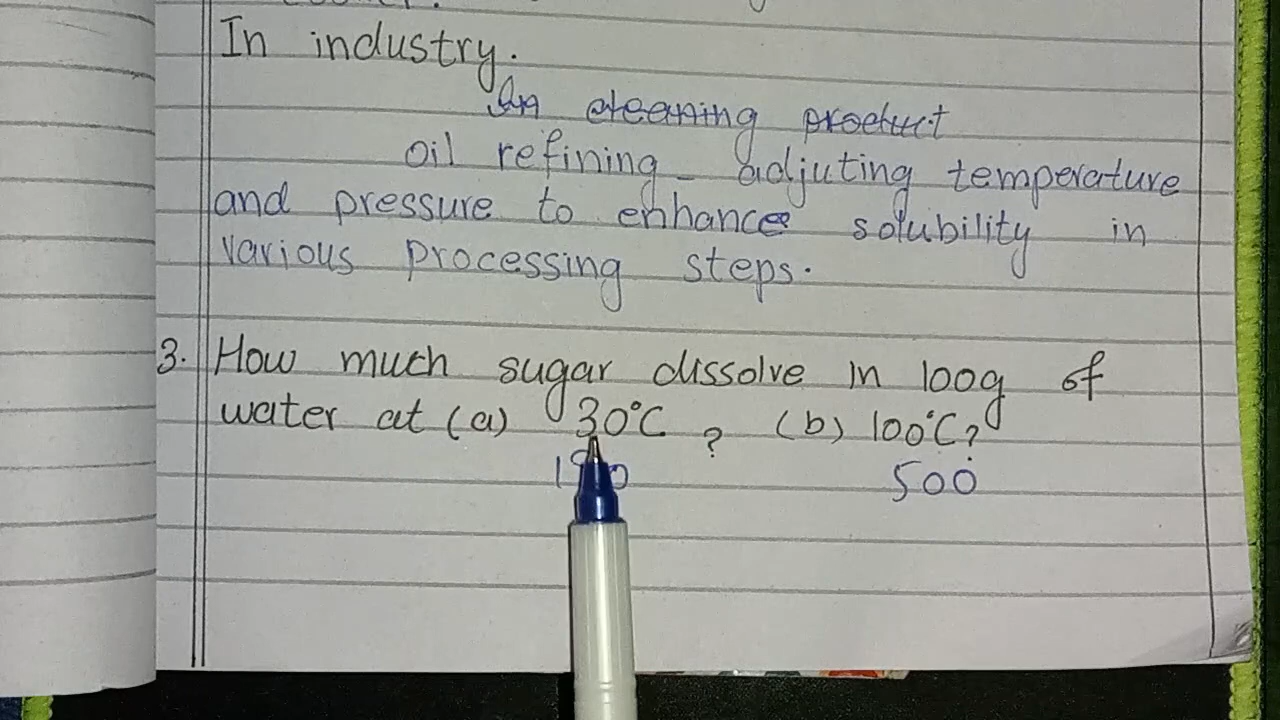 In industry.
In cleaning product
oil refining - adjuting temperature
and pressure to enhance solubility in
various processing steps.
3. How much sugar dissolve in 100g of
water at (a) 30°C ? (b) 100°C?
500